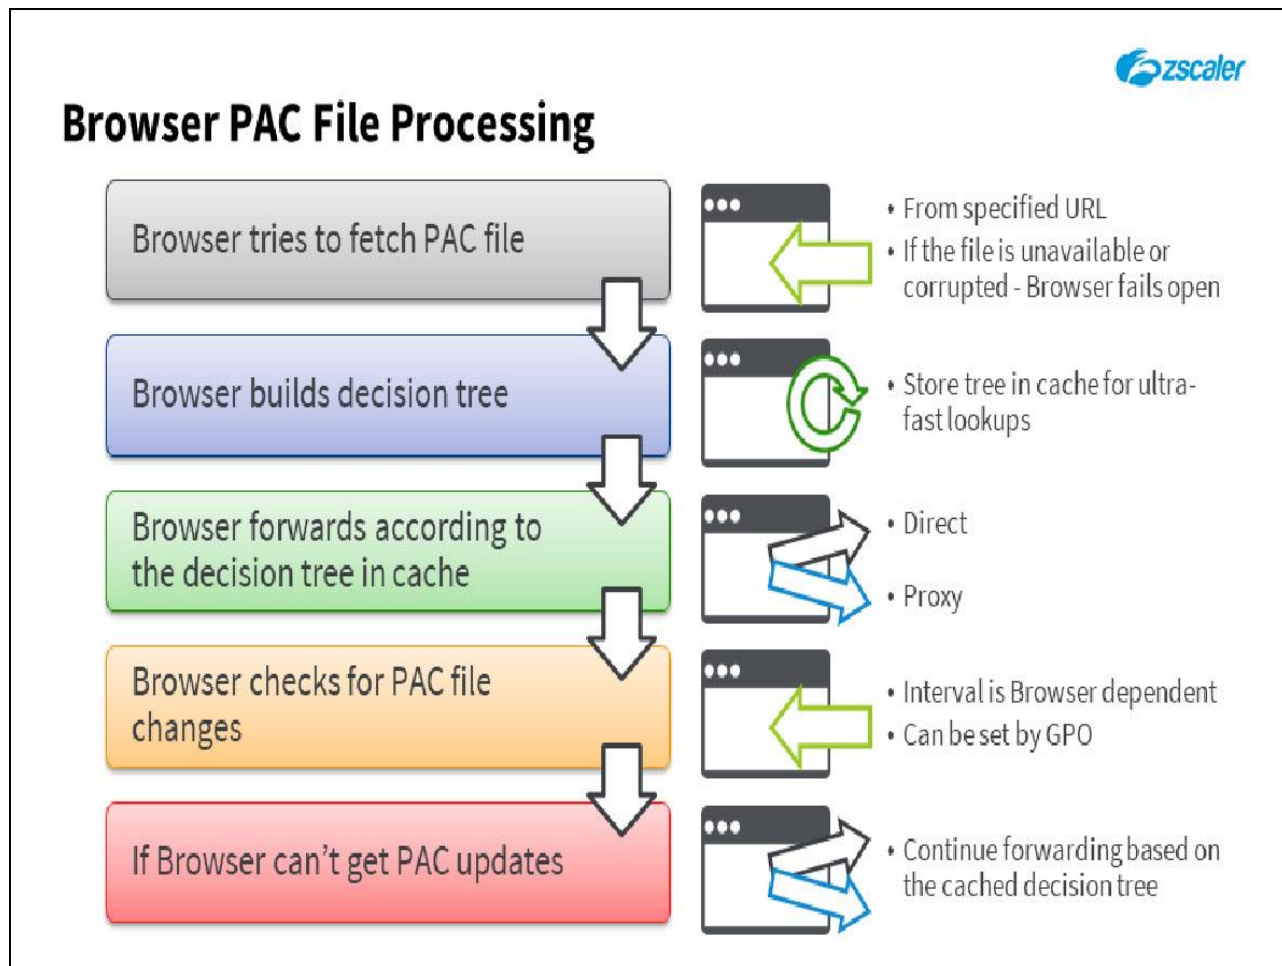 zscaler
Browser PAC File Processing
Browser tries to fetch PAC file
• From specified URL
• If the file is unavailable or
corrupted - Browser fails open
Browser builds decision tree
• Store tree in cache for ultra-
fast lookups
Browser forwards according to
the decision tree in cache
• Direct
• Proxy
Browser checks for PAC file
changes
• Interval is Browser dependent
• Can be set by GPO
If Browser can’t get PAC updates
• Continue forwarding based on
the cached decision tree